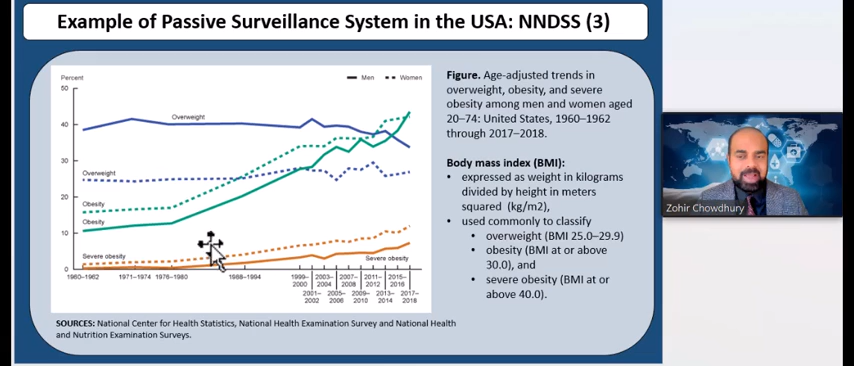 Example of Passive Surveillance System in the USA: NNDSS (3)
Percent
Men
Women
50
40
30
20
10
0
Overweight
Overweight
Obesity
Obesity
Severe obesity
Severe obesity
1960–1962
1971–1974
1976–1980
1988–1994
1999–
2000
2001–
2002
2003–
2004
2005–
2006
2007–
2008
2009–
2010
2011–
2012
2013–
2014
2015–
2016
2017–
2018
Figure. Age-adjusted trends in
overweight, obesity, and severe
obesity among men and women aged
20–74: United States, 1960–1962
through 2017–2018.
Body mass index (BMI):
• expressed as weight in kilograms
divided by height in meters
squared (kg/m2),
• used commonly to classify
• overweight (BMI 25.0–29.9)
• obesity (BMI at or above
30.0), and
• severe obesity (BMI at or
above 40.0).
SOURCES: National Center for Health Statistics, National Health Examination Survey and National Health
and Nutrition Examination Surveys.
Zohir Chowdhury